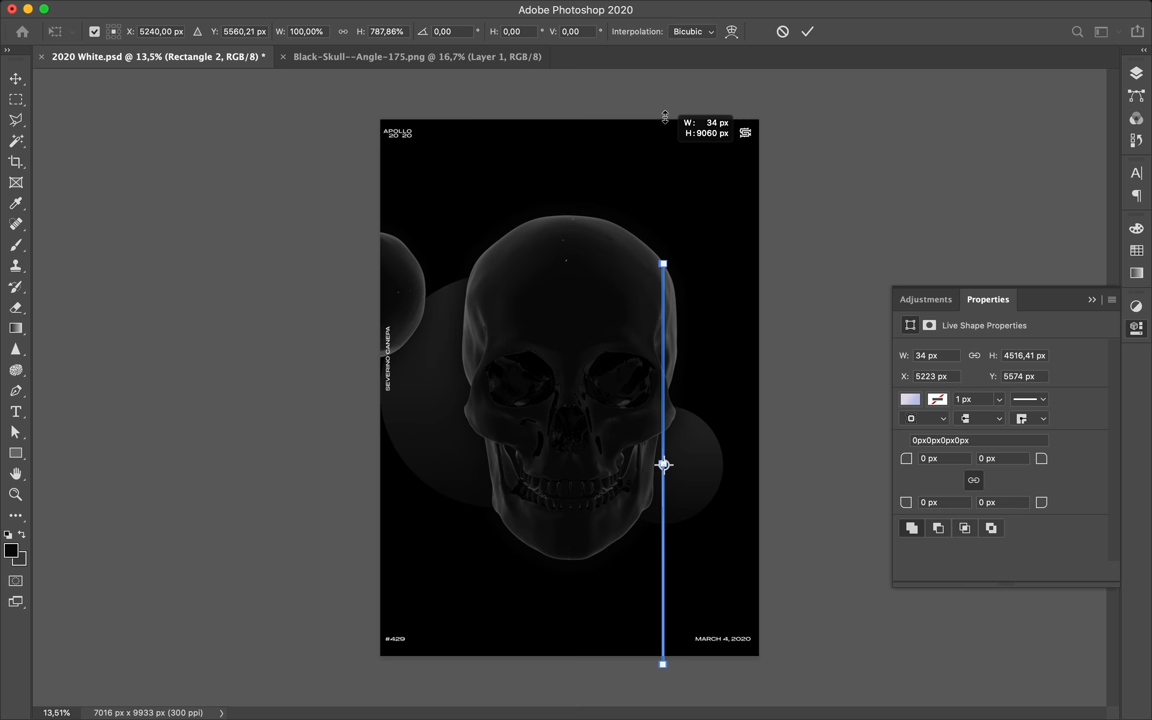 Adobe Photoshop 2020
X: 5240,00 px Y: 5560,21 px W: 100,00% H: 787,86% 0,00 ° H: 0,00 ° V: 0,00 ° Interpolation: Bicubic
2020 White.psd @ 13,5% (Rectangle 2, RGB/8) * Black-Skull--Angle-175.png @ 16,7% (Layer 1, RGB/8)
APOLLO
20 20
W: 34 px
H: 9060 px
SEVERINO CANEPA
#429
MARCH 4, 2020
Adjustments Properties
Live Shape Properties
W: 34 px H: 4516,41 px
X: 5223 px Y: 5574 px
1 px
0px0px0px0px
0 px 0 px
0 px 0 px
13,51% 7016 px x 9933 px (300 ppi)